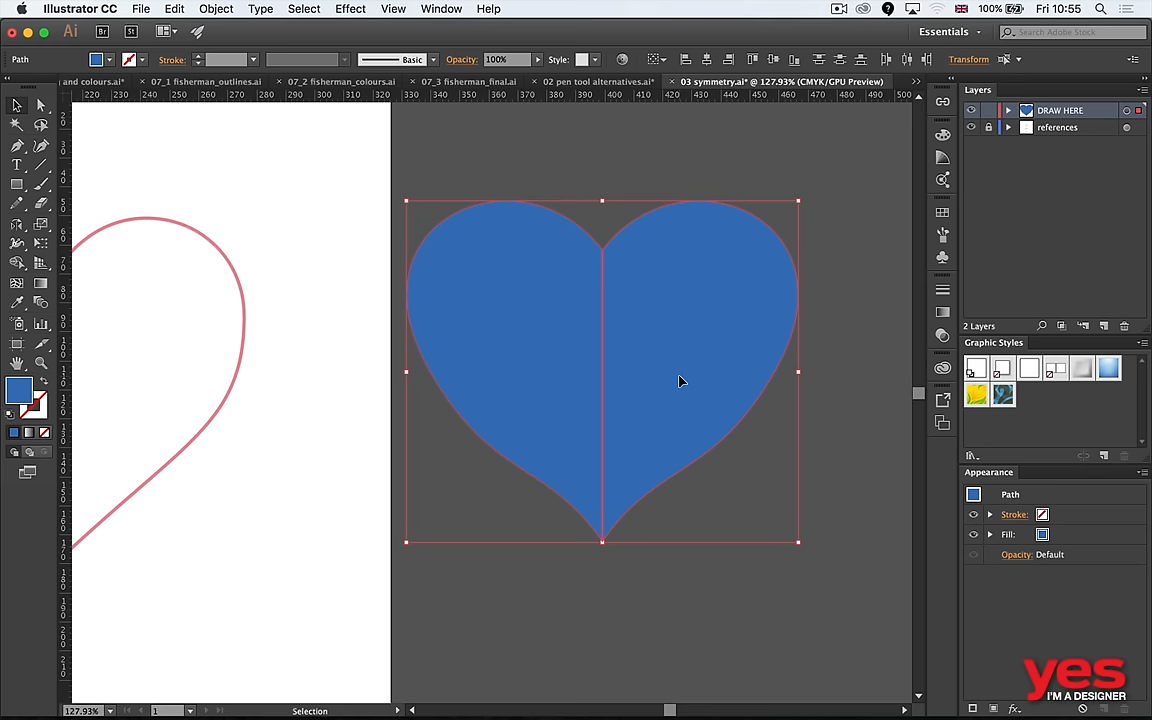 Illustrator CC File Edit Object Type Select Effect View Window Help 100% Fri 10:55
Ai Br St Essentials Search Adobe Stock
Path Stroke: Basic Opacity: 100% Style: Transform
and colours.ai* 07_1 fisherman_outlines.ai 07_2 fisherman_colours.ai 07_3 fisherman_final.ai 02 pen tool alternatives.ai* 03 symmetry.ai* @ 127.93% (CMYK/GPU Preview)
220 230 240 250 260 270 280 290 300 310 320 330 340 350 360 370 380 390 400 410 420 430 440 450 460 470 480 490 500
Layers
DRAW HERE
references
2 Layers
Graphic Styles
Appearance
Path
Stroke:
Fill:
Opacity: Default
yes
I'M A DESIGNER
127.93% 1 Selection